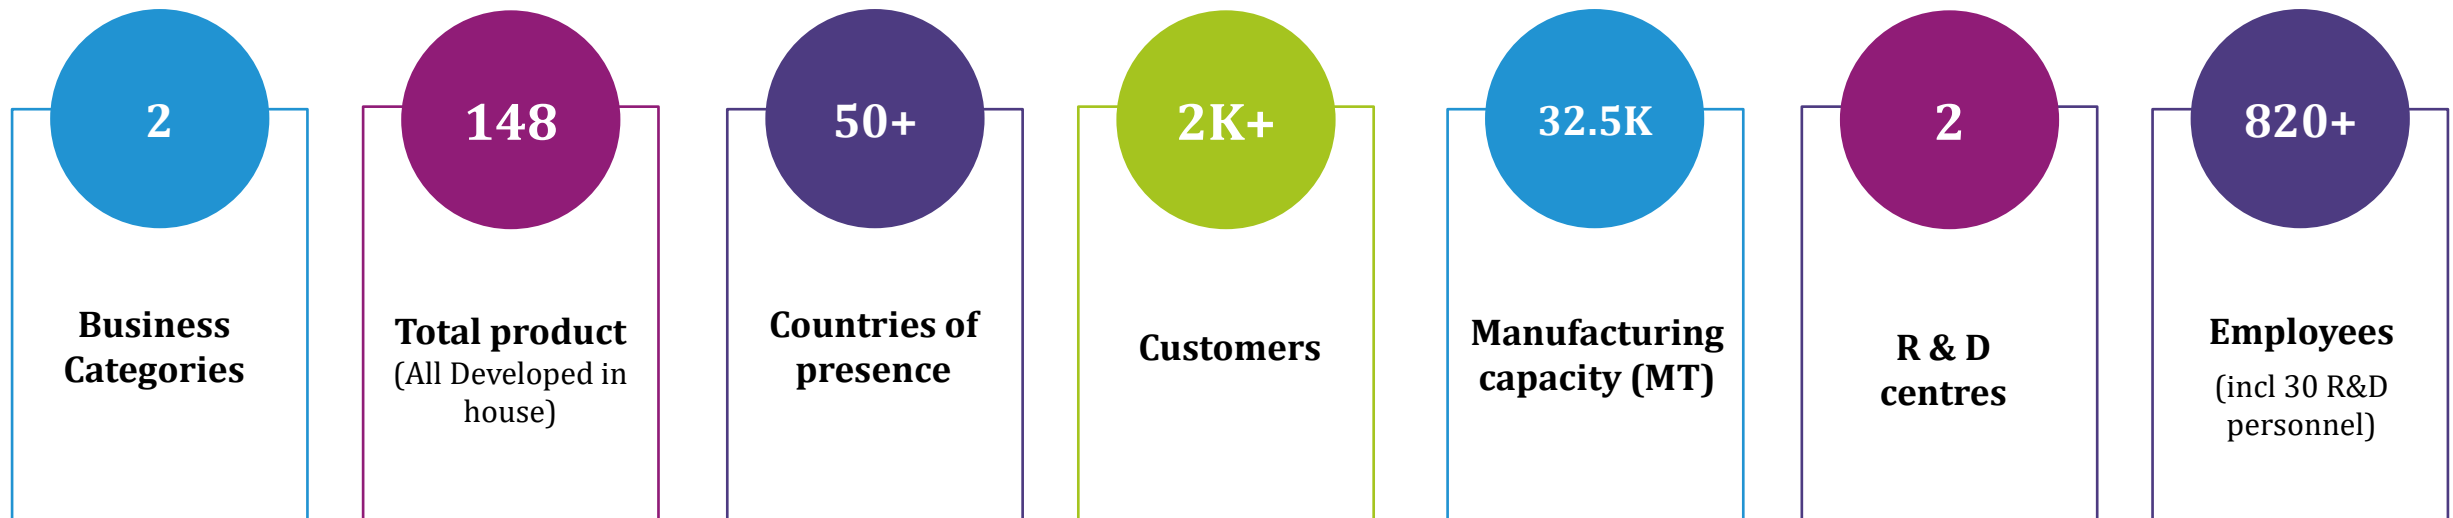 2
Business
Categories
148
Total product
(All Developed in
house)
50+
Countries of
presence
2K+
Customers
32.5K
Manufacturing
capacity (MT)
2
R & D
centres
820+
Employees
(incl 30 R&D
personnel)